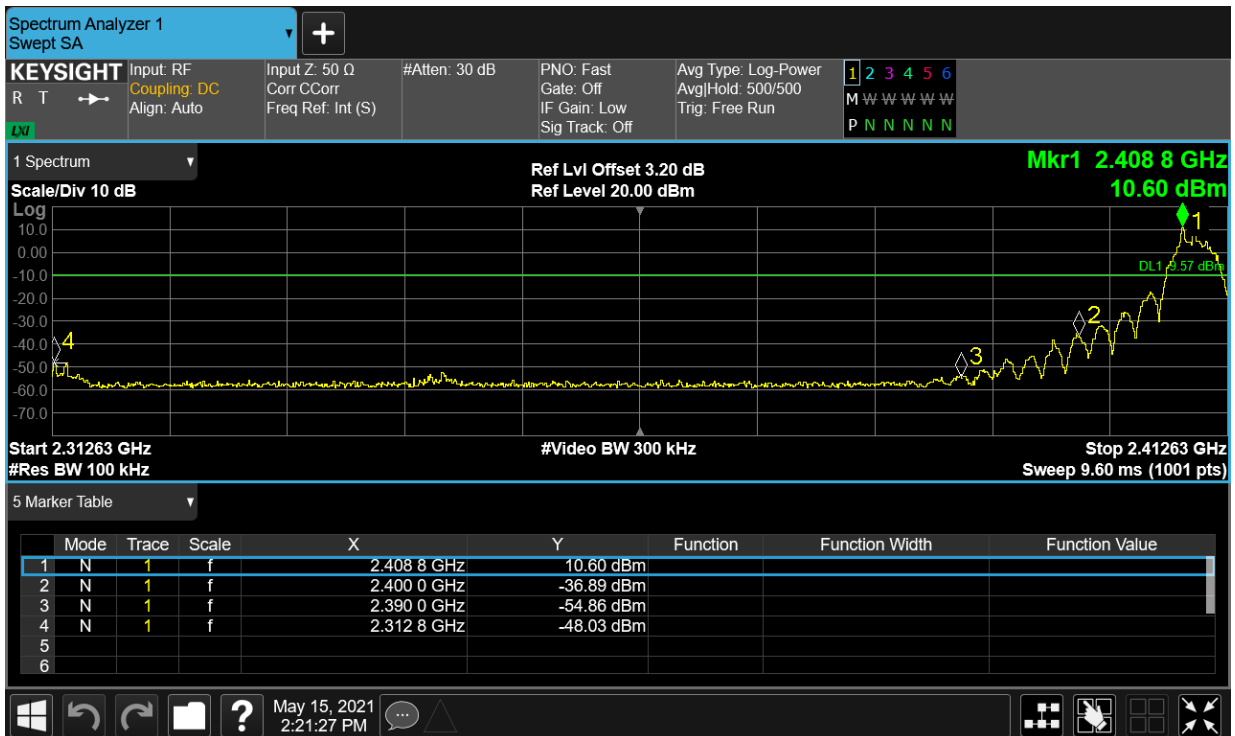 Spectrum Analyzer 1
Swept SA
+
KEYSIGHT Input: RF Input Z: 50 Ω #Atten: 30 dB PNO: Fast Avg Type: Log-Power 1 2 3 4 5 6
R T Coupling: DC Corr CCorr Gate: Off Avg|Hold: 500/500 M W W W W W
Align: Auto Freq Ref: Int (S) IF Gain: Low Trig: Free Run
LXI Sig Track: Off P N N N N N
1 Spectrum Ref Lvl Offset 3.20 dB Mkr1 2.408 8 GHz
Scale/Div 10 dB Ref Level 20.00 dBm 10.60 dBm
Log
1
10.0
0.00
DL1 -9.57 dBm
-10.0
-20.0
2
-30.0
4
-40.0
3
-50.0
-60.0
-70.0
Start 2.31263 GHz #Video BW 300 kHz Stop 2.41263 GHz
#Res BW 100 kHz Sweep 9.60 ms (1001 pts)
5 Marker Table
Mode Trace Scale X Y Function Function Width Function Value
1 N 1 f 2.408 8 GHz 10.60 dBm
2 N 1 f 2.400 0 GHz -36.89 dBm
3 N 1 f 2.390 0 GHz -54.86 dBm
4 N 1 f 2.312 8 GHz -48.03 dBm
5
6
? May 15, 2021
2:21:27 PM